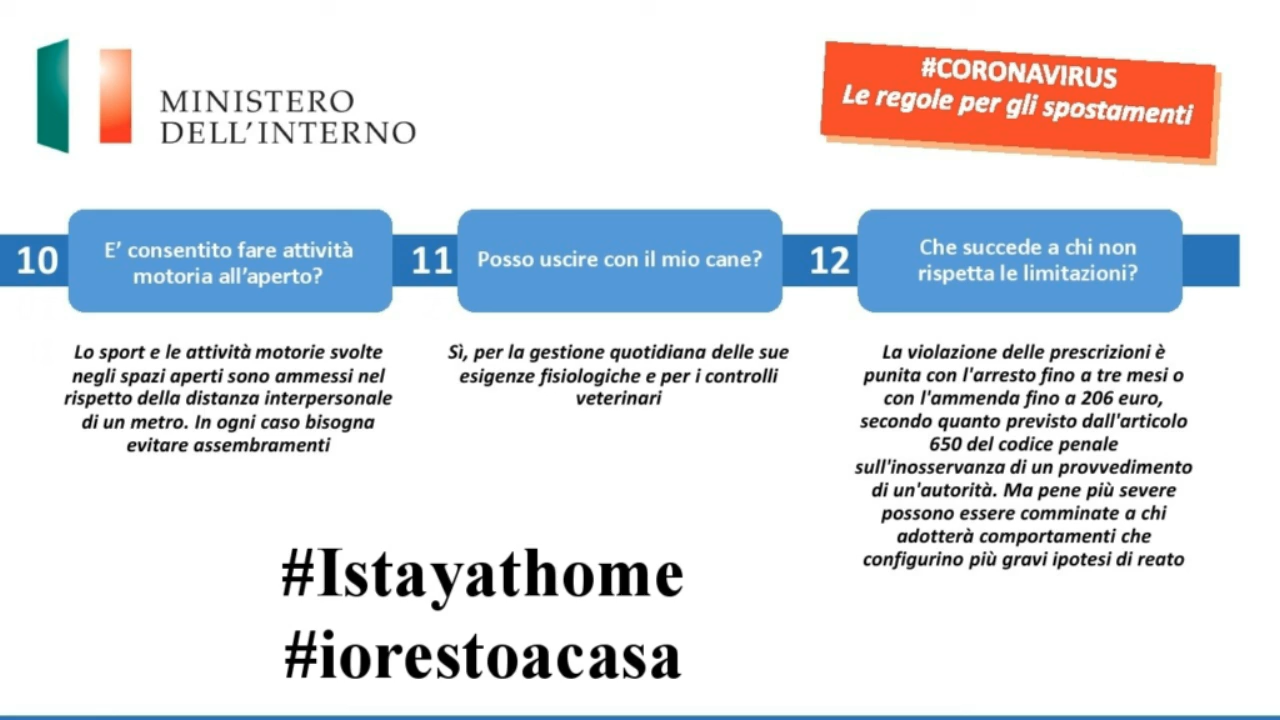 MINISTERO
DELL'INTERNO
#CORONAVIRUS
Le regole per gli spostamenti
10
E' consentito fare attività
motoria all'aperto?
Lo sport e le attività motorie svolte
negli spazi aperti sono ammessi nel
rispetto della distanza interpersonale
di un metro. In ogni caso bisogna
evitare assembramenti
11
Posso uscire con il mio cane?
Sì, per la gestione quotidiana delle sue
esigenze fisiologiche e per i controlli
veterinari
12
Che succede a chi non
rispetta le limitazioni?
La violazione delle prescrizioni è
punita con l'arresto fino a tre mesi o
con l'ammenda fino a 206 euro,
secondo quanto previsto dall'articolo
650 del codice penale
sull'inosservanza di un provvedimento
di un'autorità. Ma pene più severe
possono essere comminate a chi
adotterà comportamenti che
configurino più gravi ipotesi di reato
#Istayathome
#iorestoacasa